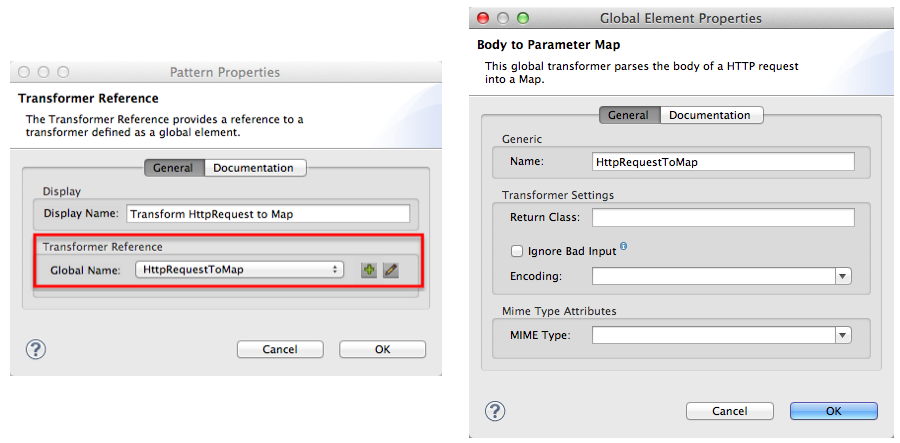 Pattern Properties
Transformer Reference
The Transformer Reference provides a reference to a
transformer defined as a global element.
General Documentation
Display
Display Name: Transform HttpRequest to Map
Transformer Reference
Global Name: HttpRequestToMap
? Cancel OK
Global Element Properties
Body to Parameter Map
This global transformer parses the body of a HTTP request
into a Map.
General Documentation
Generic
Name: HttpRequestToMap
Transformer Settings
Return Class:
Ignore Bad Input i
Encoding:
Mime Type Attributes
MIME Type:
? Cancel OK